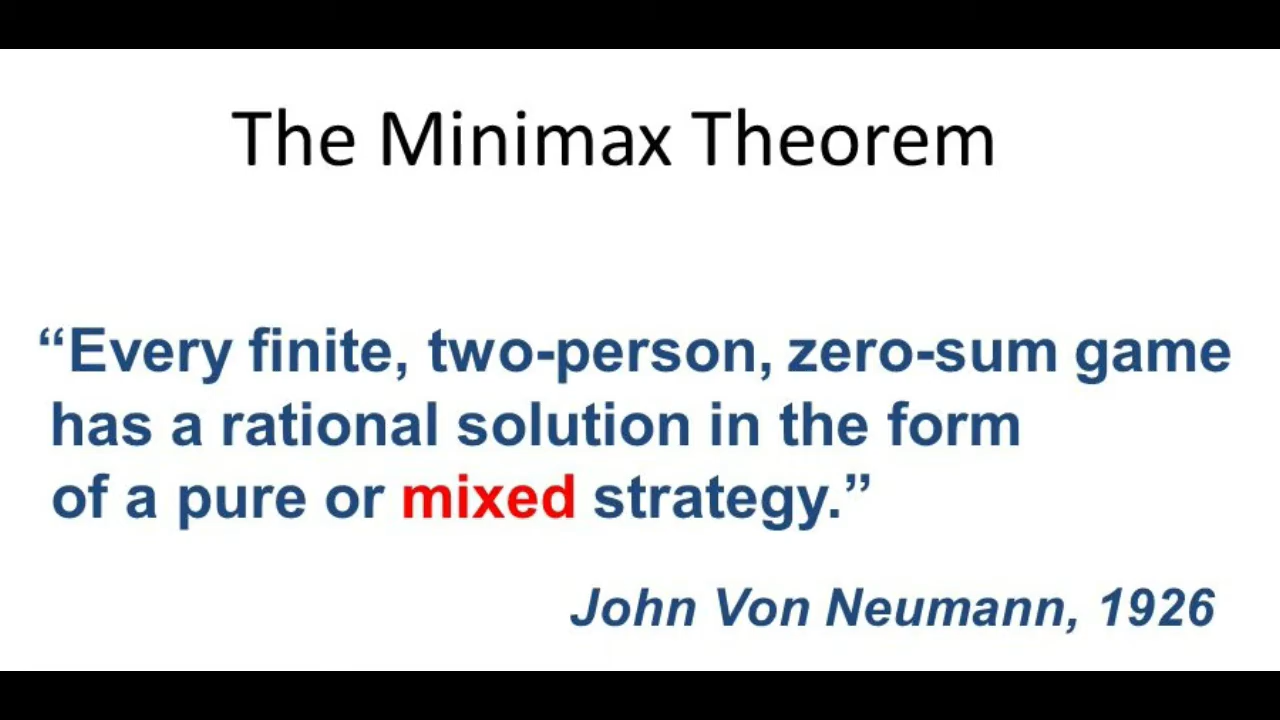 The Minimax Theorem
“Every finite, two-person, zero-sum game
has a rational solution in the form
of a pure or mixed strategy.”
John Von Neumann, 1926